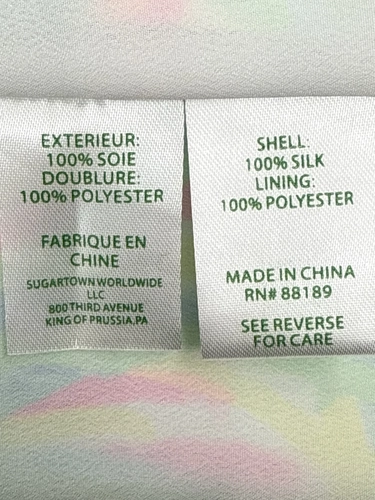 EXTERIEUR:
100% SOIE
DOUBLURE:
100% POLYESTER
FABRIQUE EN
CHINE
SUGARTOWN WORLDWIDE
LLC
800 THIRD AVENUE
KING OF PRUSSIA,PA
SHELL:
100% SILK
LINING:
100% POLYESTER
MADE IN CHINA
RN# 88189
SEE REVERSE
FOR CARE